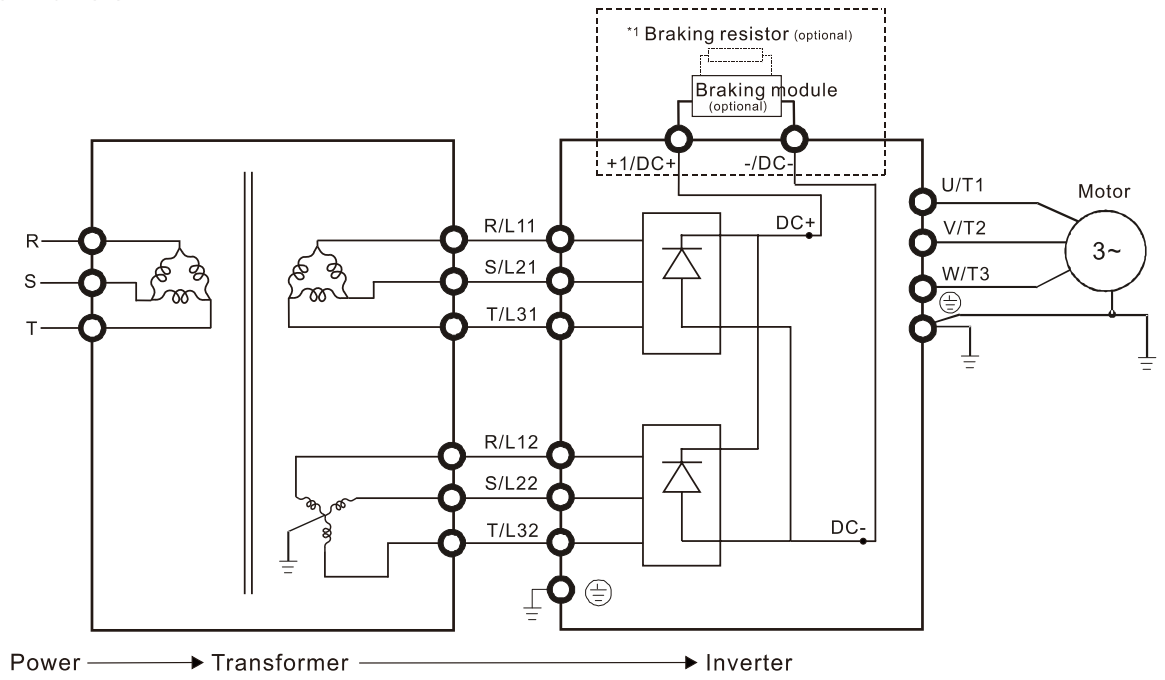 *1 Braking resistor (optional)
Braking module
(optional)
+1/DC+
-/DC-
R
S
T
R/L11
S/L21
T/L31
R/L12
S/L22
T/L32
DC+
DC-
U/T1
V/T2
W/T3
Motor
3~
Power
Transformer
Inverter